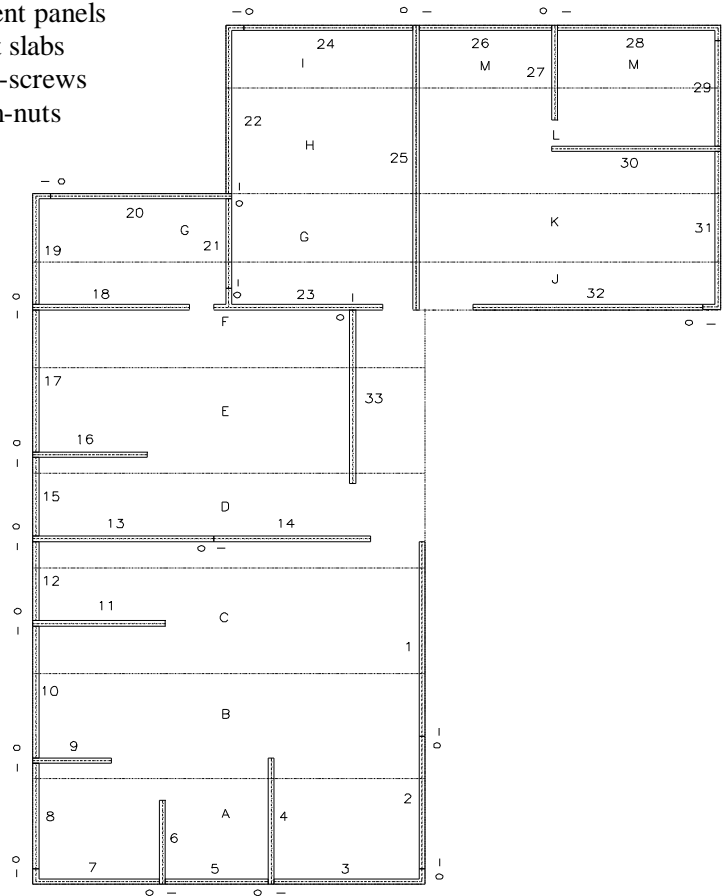 ent panels
t slabs
-screws
n-nuts
I O O I O I
24 26 28
I M 27 M
29
22 H L
25 30
I O I
20 G O G K 31
19 21
18 I 23 I J 32
O O F O O I
I
17
33
16 E
O
I
15 D
O 13 14
I O I
12
11 C
O 1
I
10 B
I
9 O
O
I 2
8 A 4
6 I
O 7 5 3 O
I O I O I